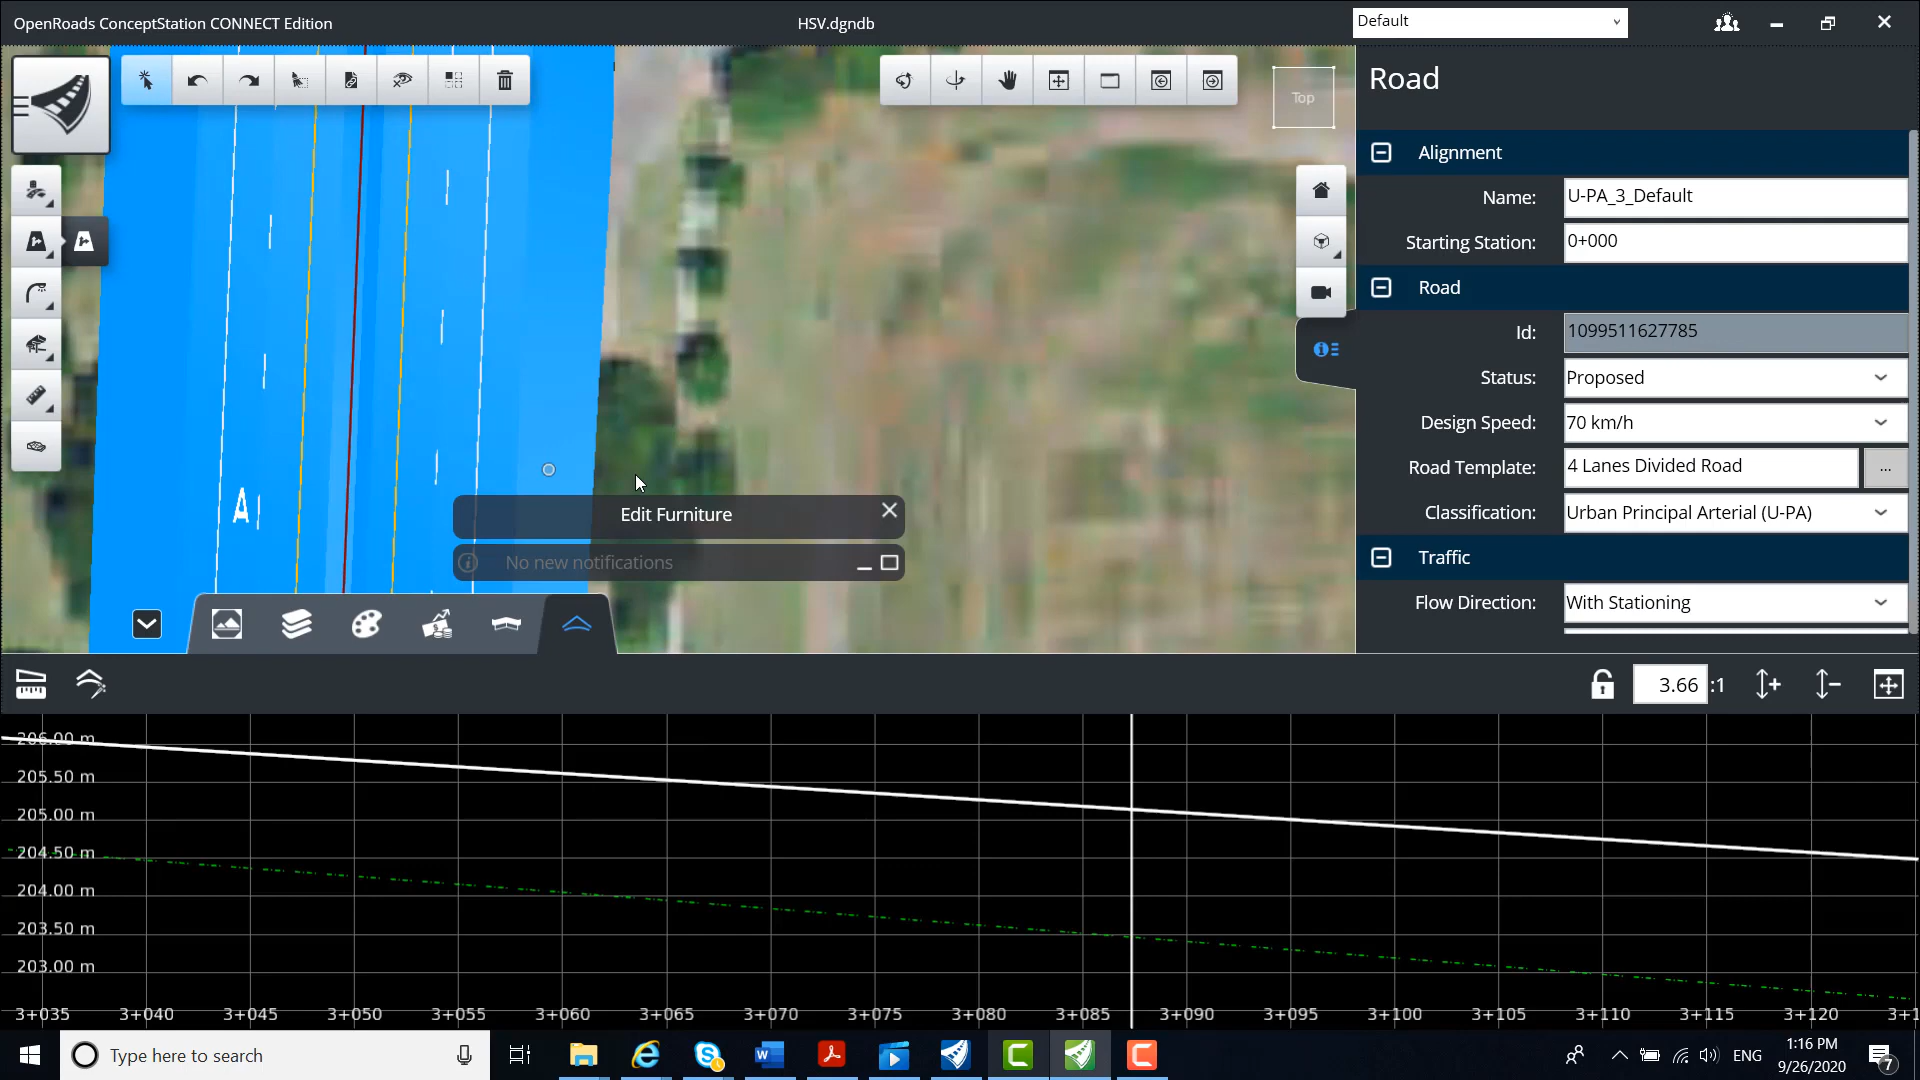 OpenRoads ConceptStation CONNECT Edition
HSV.dgndb
Default
Top
Road
Alignment
Name:
U-PA_3_Default
Starting Station:
0+000
Road
Id:
1099511627785
Status:
Proposed
Design Speed:
70 km/h
Road Template:
4 Lanes Divided Road
...
Classification:
Urban Principal Arterial (U-PA)
Traffic
Flow Direction:
With Stationing
Edit Furniture
No new notifications
3.66 :1
206.00 m
205.50 m
205.00 m
204.50 m
204.00 m
203.50 m
203.00 m
3+035 3+040 3+045 3+050 3+055 3+060 3+065 3+070 3+075 3+080 3+085 3+090 3+095 3+100 3+105 3+110 3+115 3+120 3+1
Type here to search
ENG
1:16 PM
9/26/2020
7